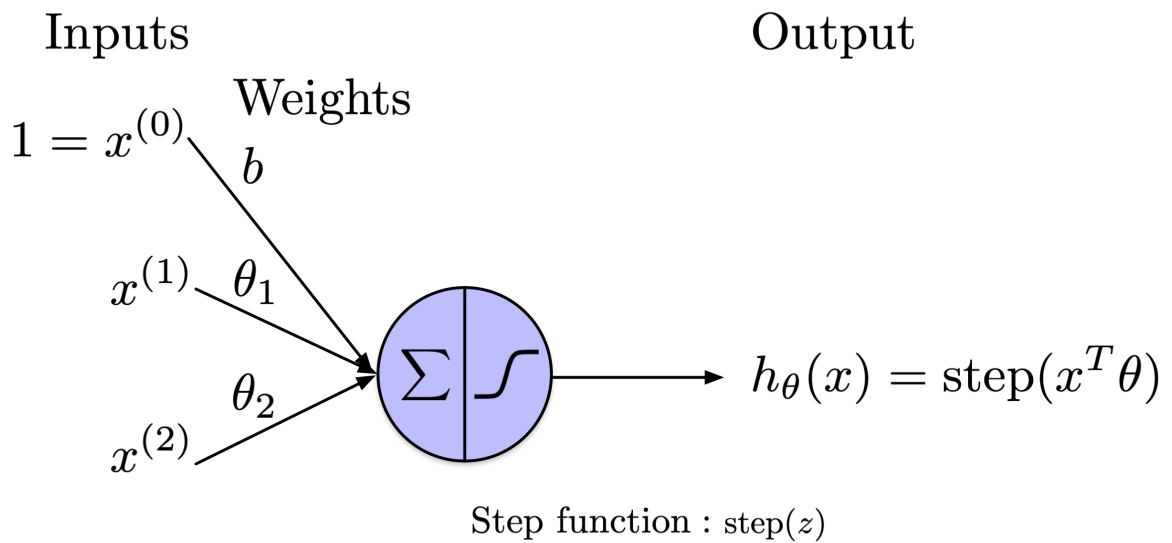 Inputs
Output
Weights
1 = x^(0)
b
x^(1)
θ_1
Σ
h_θ(x) = step(x^T θ)
θ_2
x^(2)
Step function : step(z)